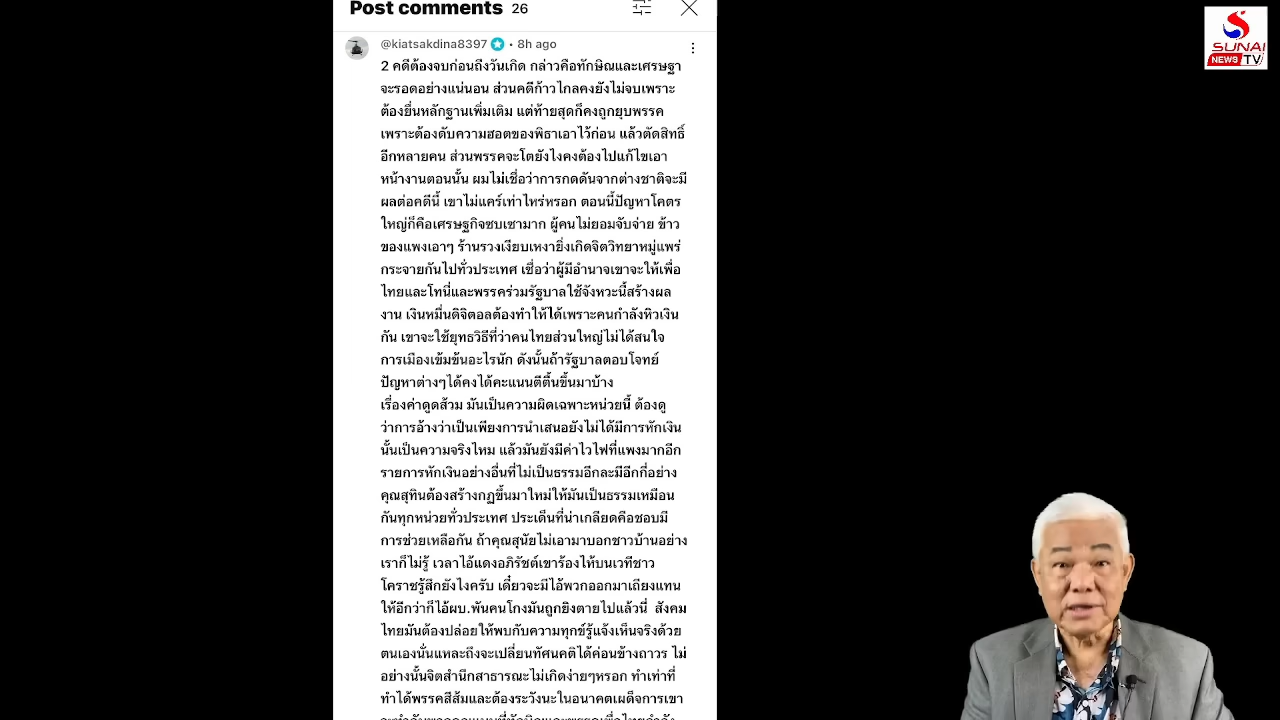 Post comments 26
@kiatsakdina8397 • 8h ago
2 คดีต้องจบก่อนถึงวันเกิด กล่าวคือทักษิณและเศรษฐา
จะรอดอย่างแน่นอน ส่วนคดีก้าวไกลคงยังไม่จบเพราะ
ต้องยื่นหลักฐานเพิ่มเติม แต่ท้ายสุดก็คงถูกยุบพรรค
เพราะต้องดับความฮอตของพิธาเอาไว้ก่อน แล้วตัดสิทธิ์
อีกหลายคน ส่วนพรรคจะโตยังไงคงต้องไปแก้ไขเอา
หน้างานตอนนั้น ผมไม่เชื่อว่าการกดดันจากต่างชาติจะมี
ผลต่อคดีนี้ เขาไม่แคร์เท่าไหร่หรอก ตอนนี้ปัญหาโคตร
ใหญ่ก็คือเศรษฐกิจซบเซามาก ผู้คนไม่ยอมจับจ่าย ข้าว
ของแพงเอาๆ ร้านรวงเงียบเหงายิ่งเกิดจิตวิทยาหมู่แพร่
กระจายกันไปทั่วประเทศ เชื่อว่าผู้มีอำนาจเขาจะให้เพื่อ
ไทยและโทนี่และพรรคร่วมรัฐบาลใช้จังหวะนี้สร้างผล
งาน เงินหมื่นดิจิตอลต้องทำให้ได้เพราะคนกำลังหิวเงิน
กัน เขาจะใช้ยุทธวิธีที่ว่าคนไทยส่วนใหญ่ไม่ได้สนใจ
การเมืองเข้มข้นอะไรนัก ดังนั้นถ้ารัฐบาลตอบโจทย์
ปัญหาต่างๆได้คงได้คะแนนตีตื้นขึ้นมาบ้าง
เรื่องค่าดูดส้วม มันเป็นความผิดเฉพาะหน่วยนี้ ต้องดู
ว่าการอ้างว่าเป็นเพียงการนำเสนอยังไม่ได้มีการหักเงิน
นั้นเป็นความจริงไหม แล้วมันยังมีค่าไวไฟที่แพงมากอีก
รายการหักเงินอย่างอื่นที่ไม่เป็นธรรมอีกละมีอีกกี่อย่าง
คุณสุทินต้องสร้างกฏขึ้นมาใหม่ให้มันเป็นธรรมเหมือน
กันทุกหน่วยทั่วประเทศ ประเด็นที่น่าเกลียดคือชอบมี
การช่วยเหลือกัน ถ้าคุณสุนัยไม่เอามาบอกชาวบ้านอย่าง
เราก็ไม่รู้ เวลาไอ้แดงอภิรัชต์เขาร้องไห้บนเวทีชาว
โคราชรู้สึกยังไงครับ เดี๋ยวจะมีไอ้พวกออกมาเถียงแทน
ให้อีกว่าก็ไอ้ผบ.พันคนโกงมันถูกยิงตายไปแล้วนี่ สังคม
ไทยมันต้องปล่อยให้พบกับความทุกข์รู้แจ้งเห็นจริงด้วย
ตนเองนั่นแหละถึงจะเปลี่ยนทัศนคติได้ค่อนข้างถาวร ไม่
อย่างนั้นจิตสำนึกสาธารณะไม่เกิดง่ายๆหรอก ทำเท่าที่
ทำได้พรรคสีส้มและต้องระวังนะในอนาคตเผด็จการเขา
SUNAI
NEWS TV